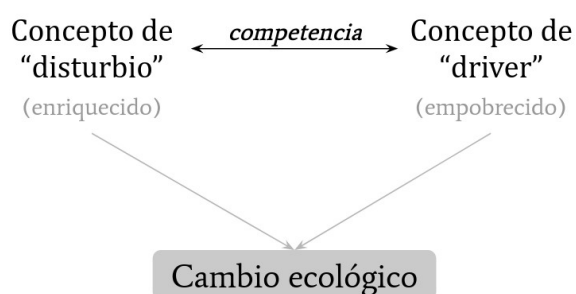 Concepto de
“disturbio”
(enriquecido)
competencia
Concepto de
“driver”
(empobrecido)
Cambio ecológico